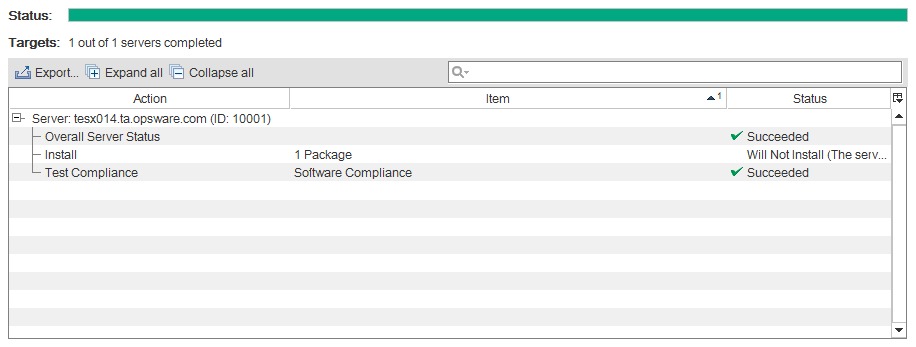 Status:
Targets: 1 out of 1 servers completed
Export... Expand all Collapse all
Action Item 1 Status
Server: tesx014.ta.opsware.com (ID: 10001)
Overall Server Status Succeeded
Install 1 Package Will Not Install (The serv...
Test Compliance Software Compliance Succeeded